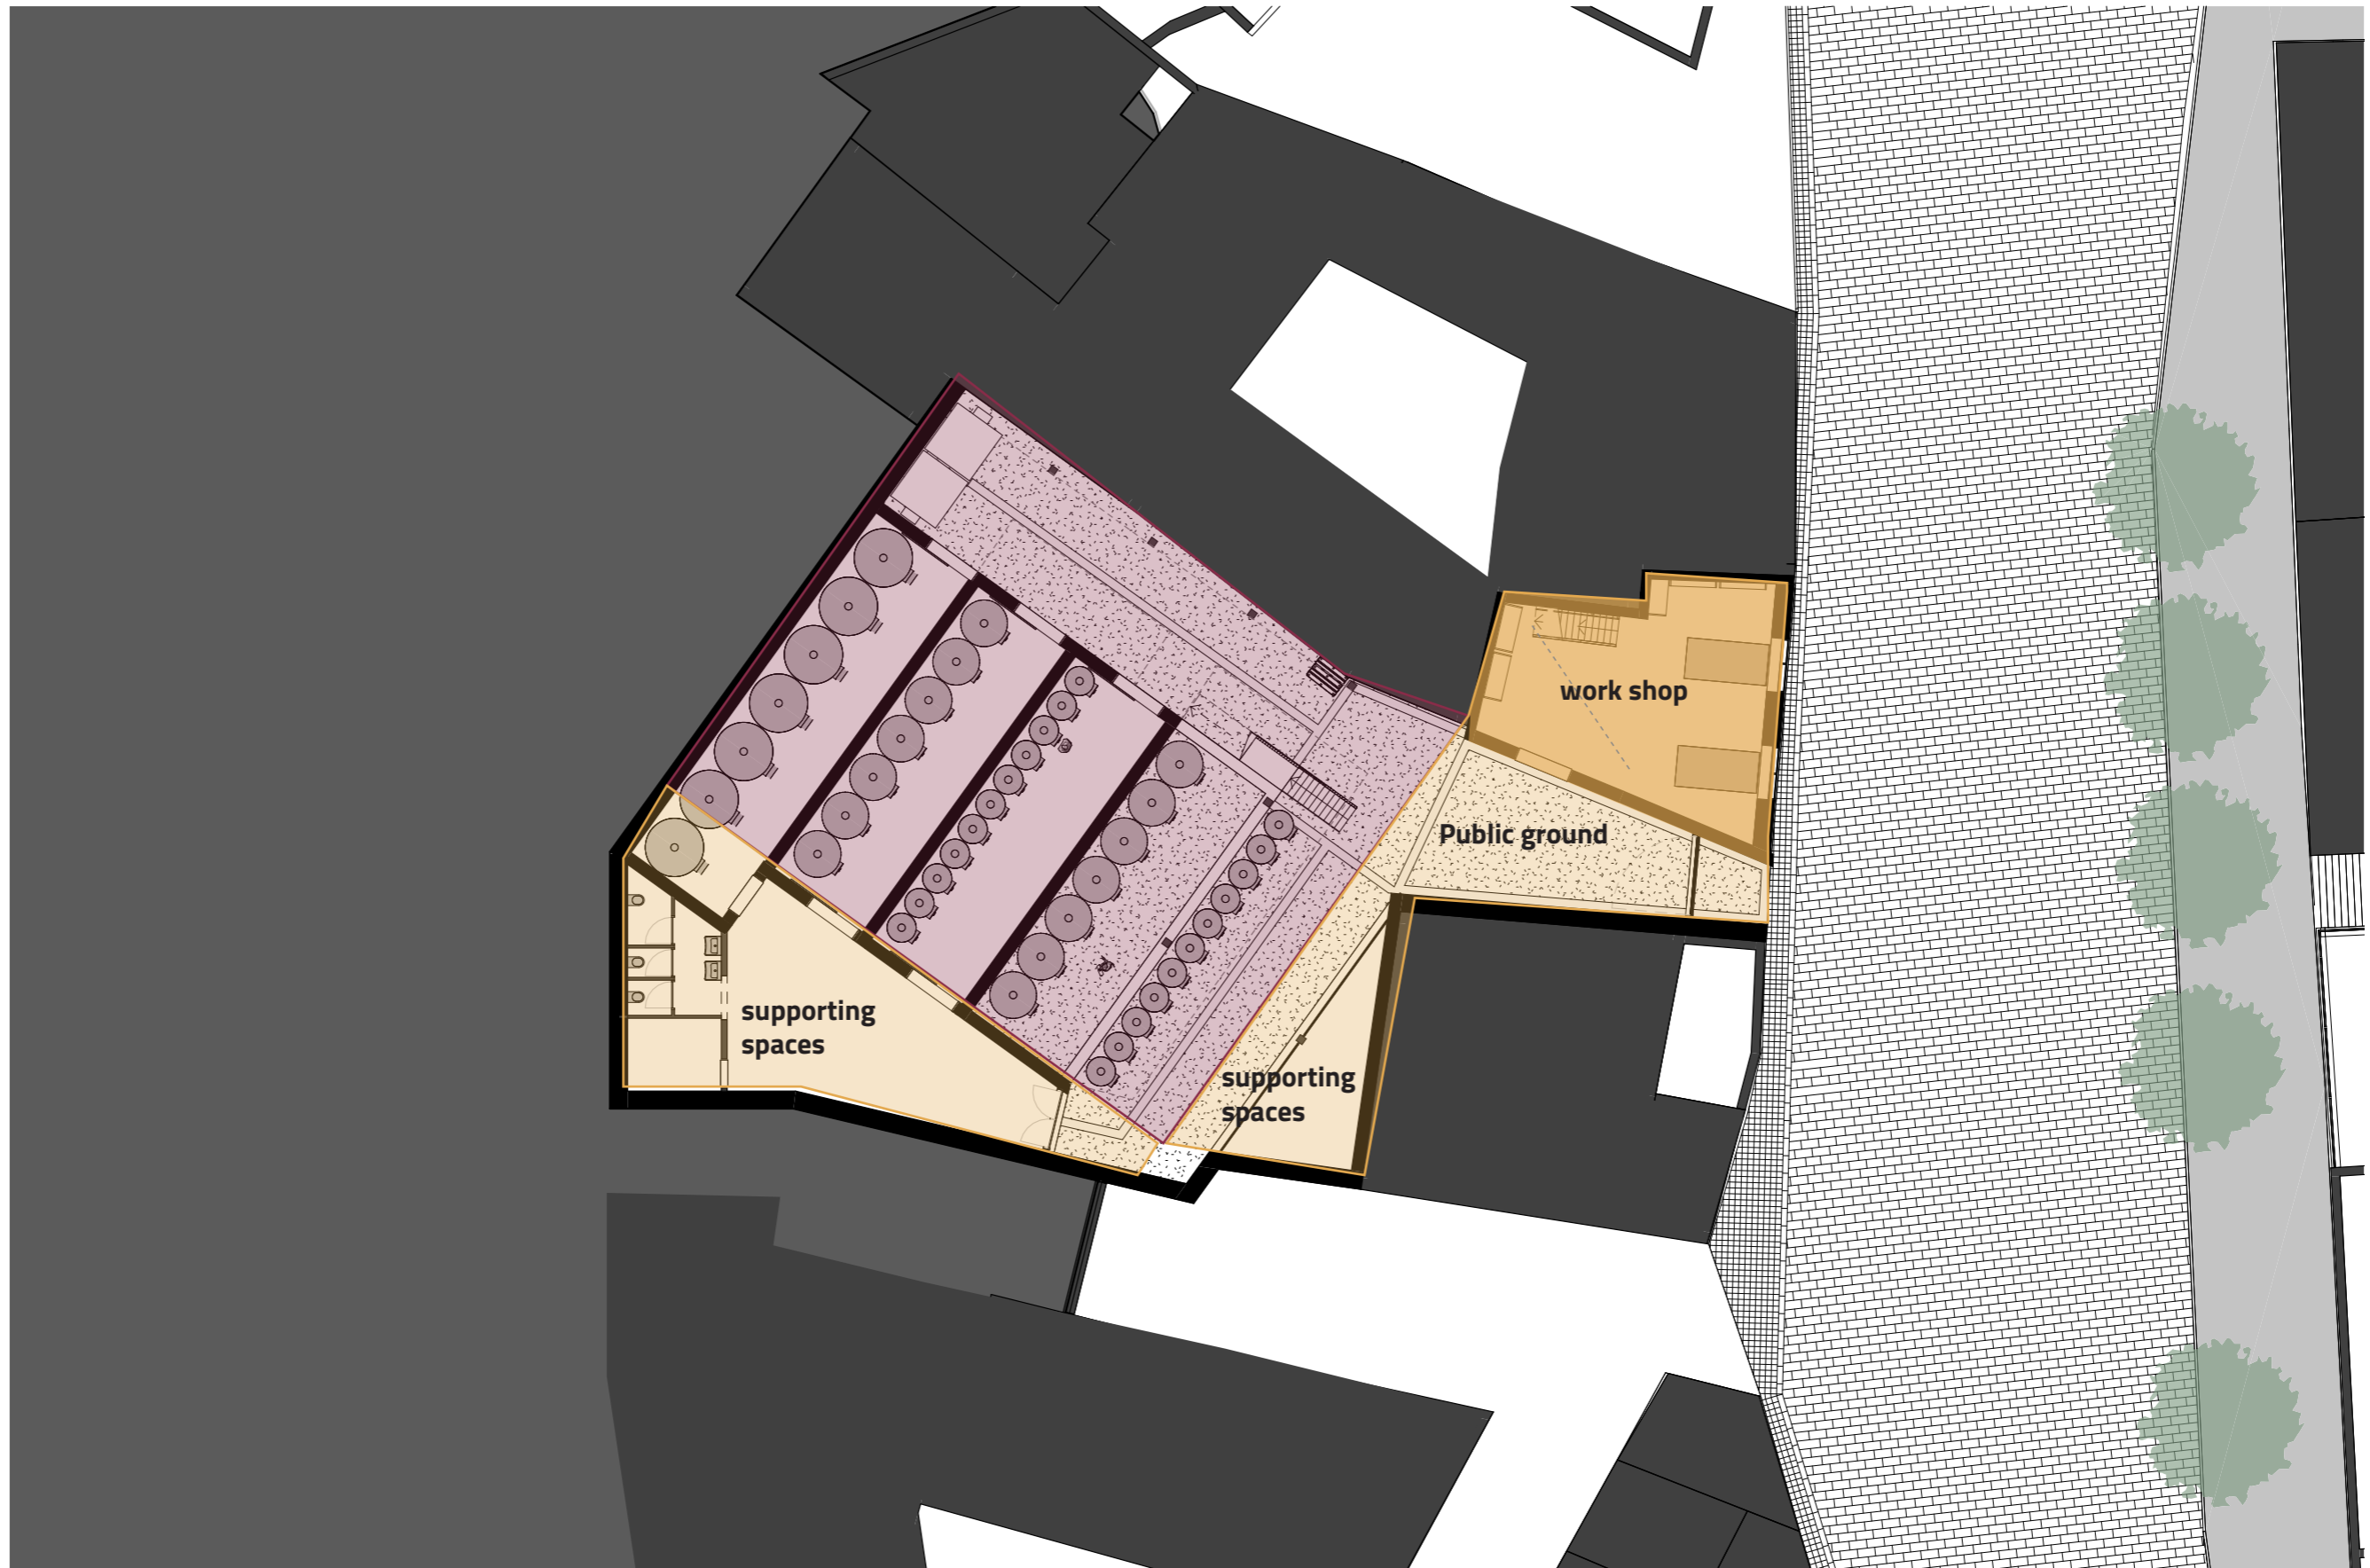 work shop
Public ground
supporting
spaces
supporting
spaces